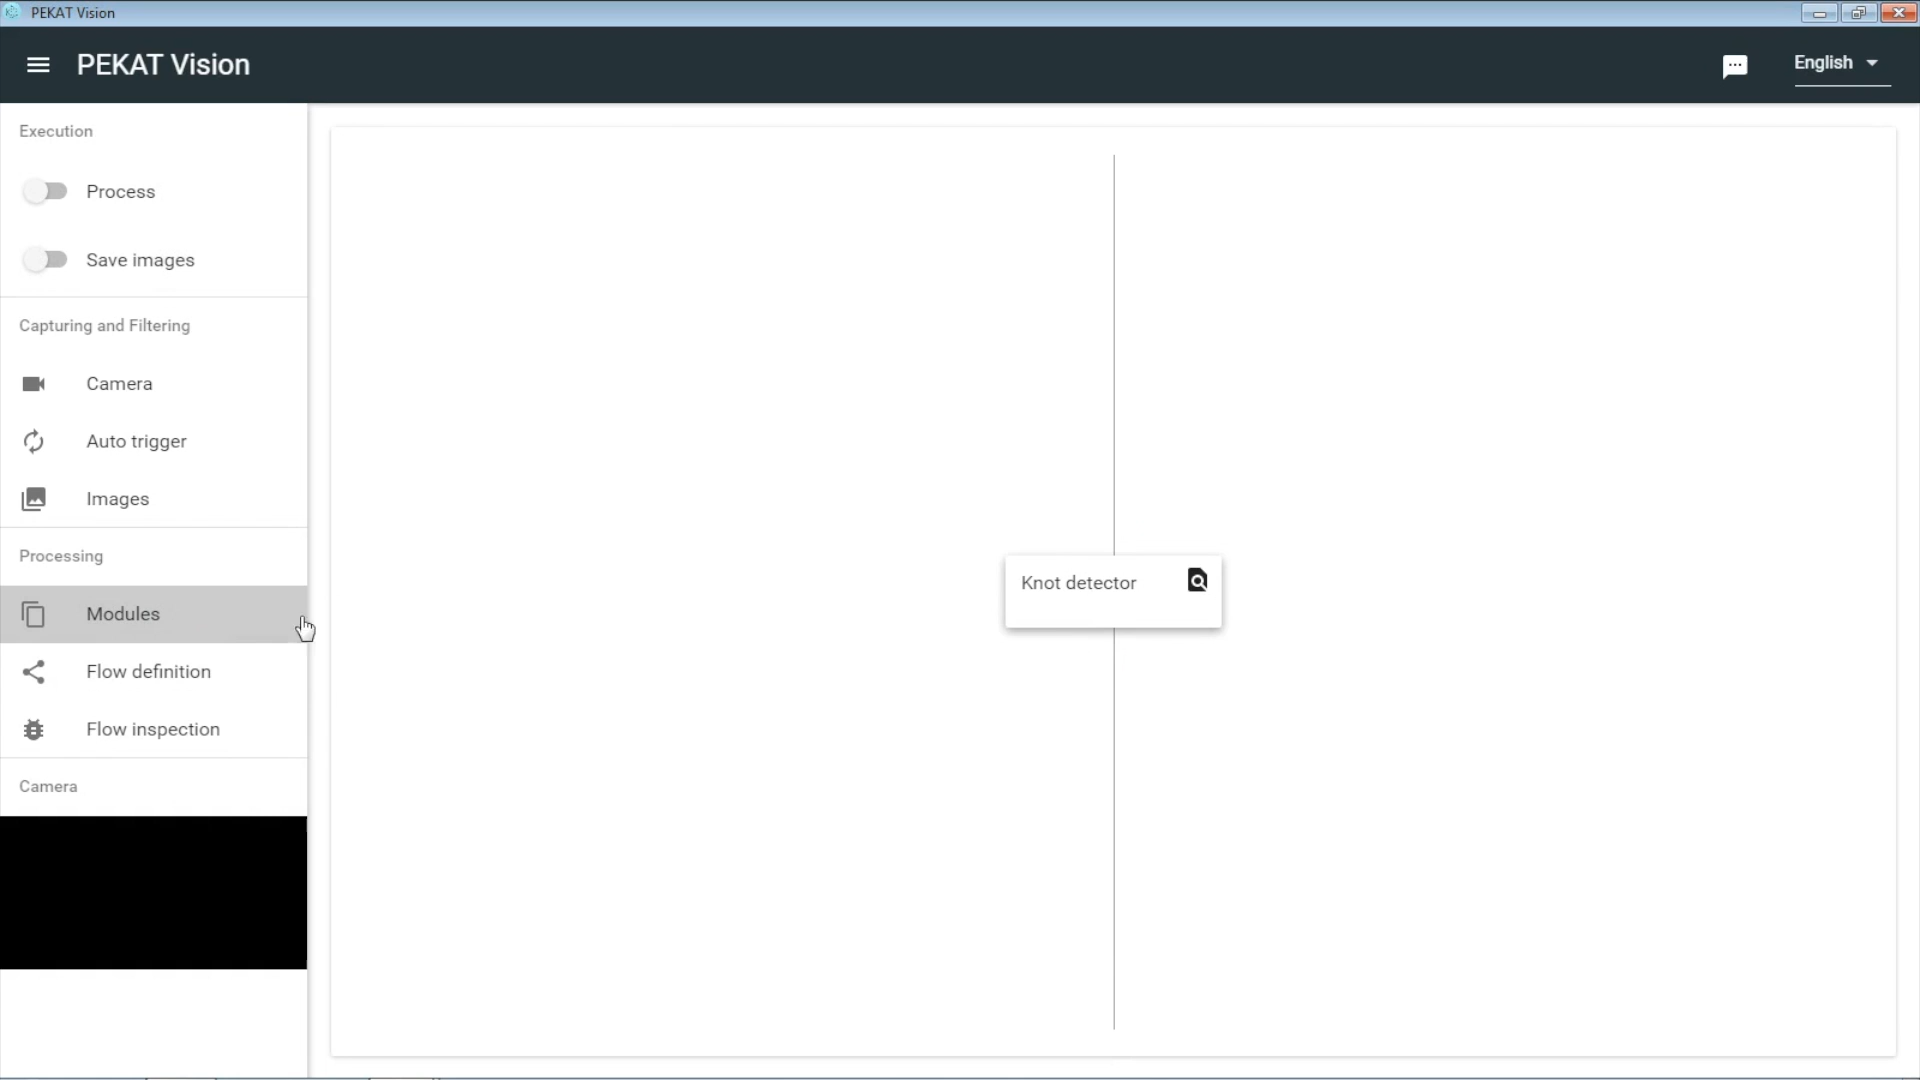 PEKAT Vision
PEKAT Vision
English
Execution
Process
Save images
Capturing and Filtering
Camera
Auto trigger
Images
Processing
Knot detector
Modules
Flow definition
Flow inspection
Camera